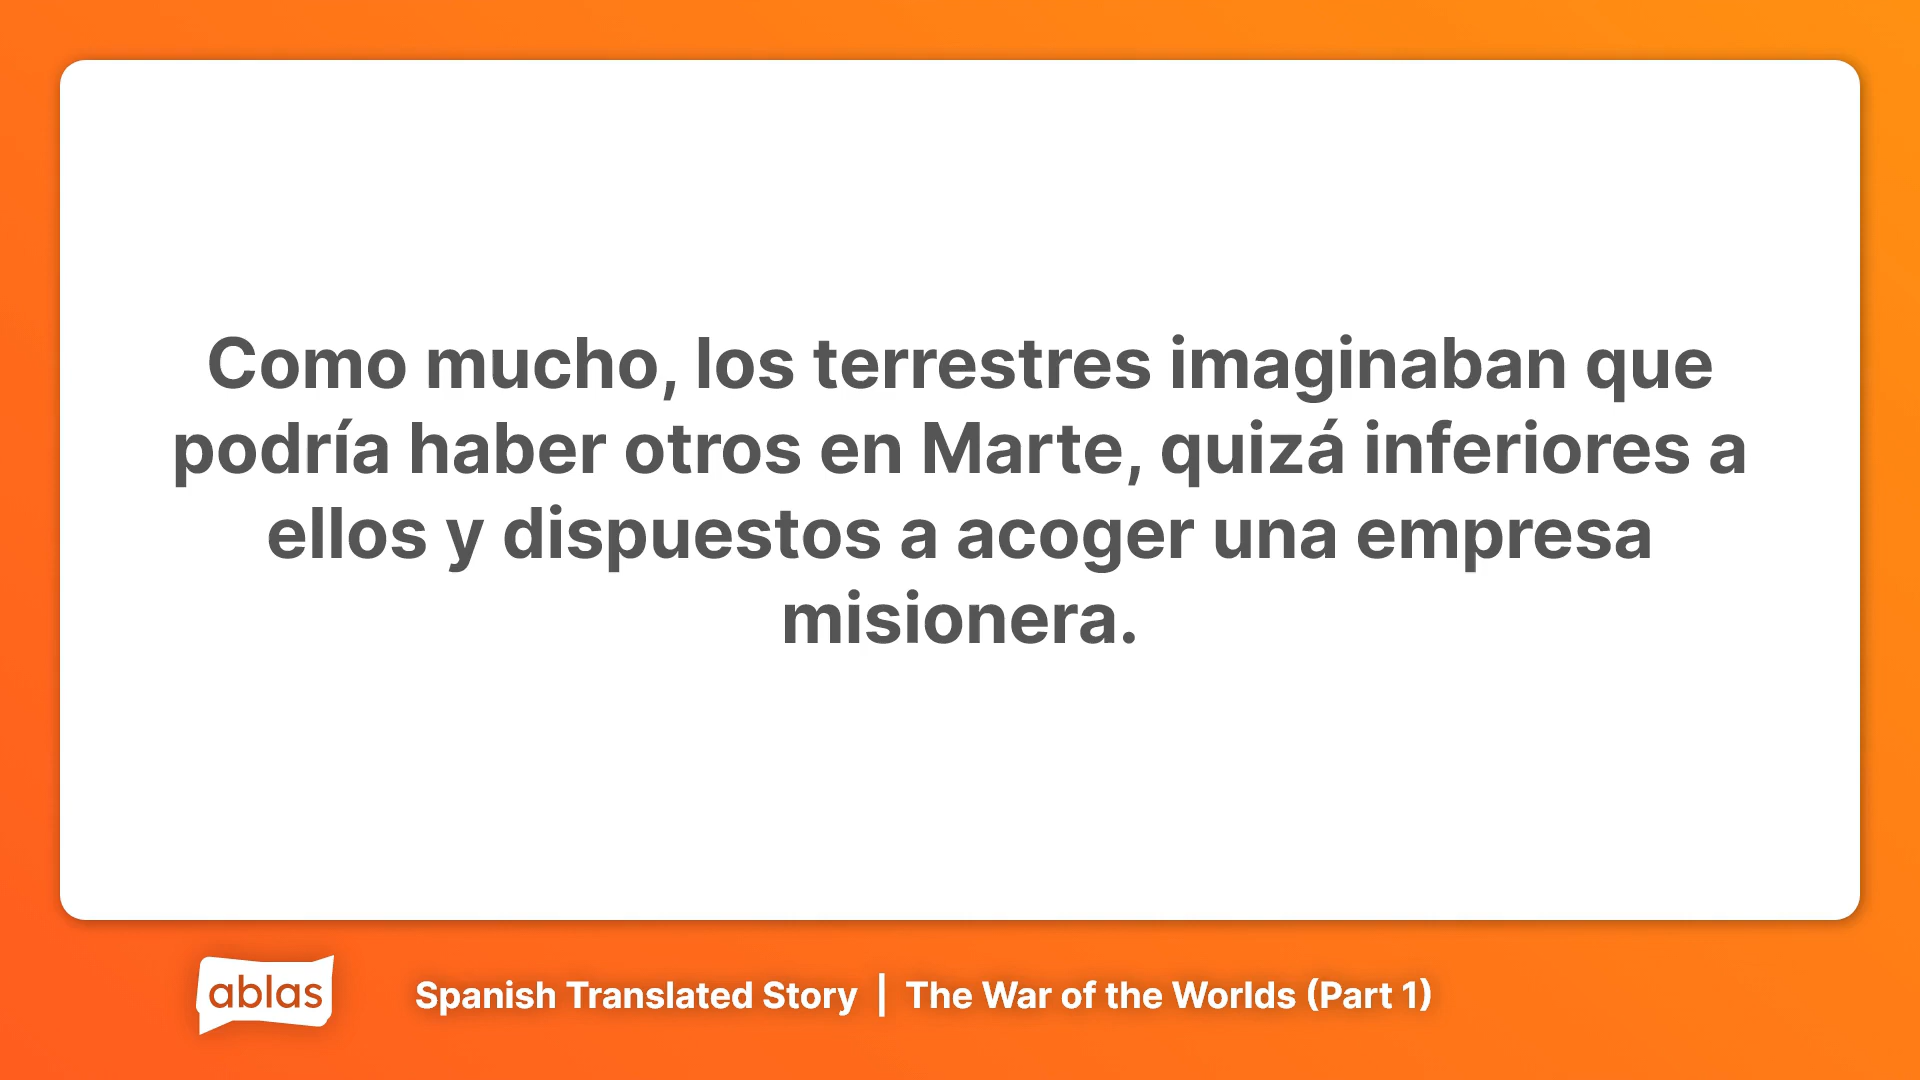 Como mucho, los terrestres imaginaban que
podría haber otros en Marte, quizá inferiores a
ellos y dispuestos a acoger una empresa
misionera.
ablas
Spanish Translated Story | The War of the Worlds (Part 1)